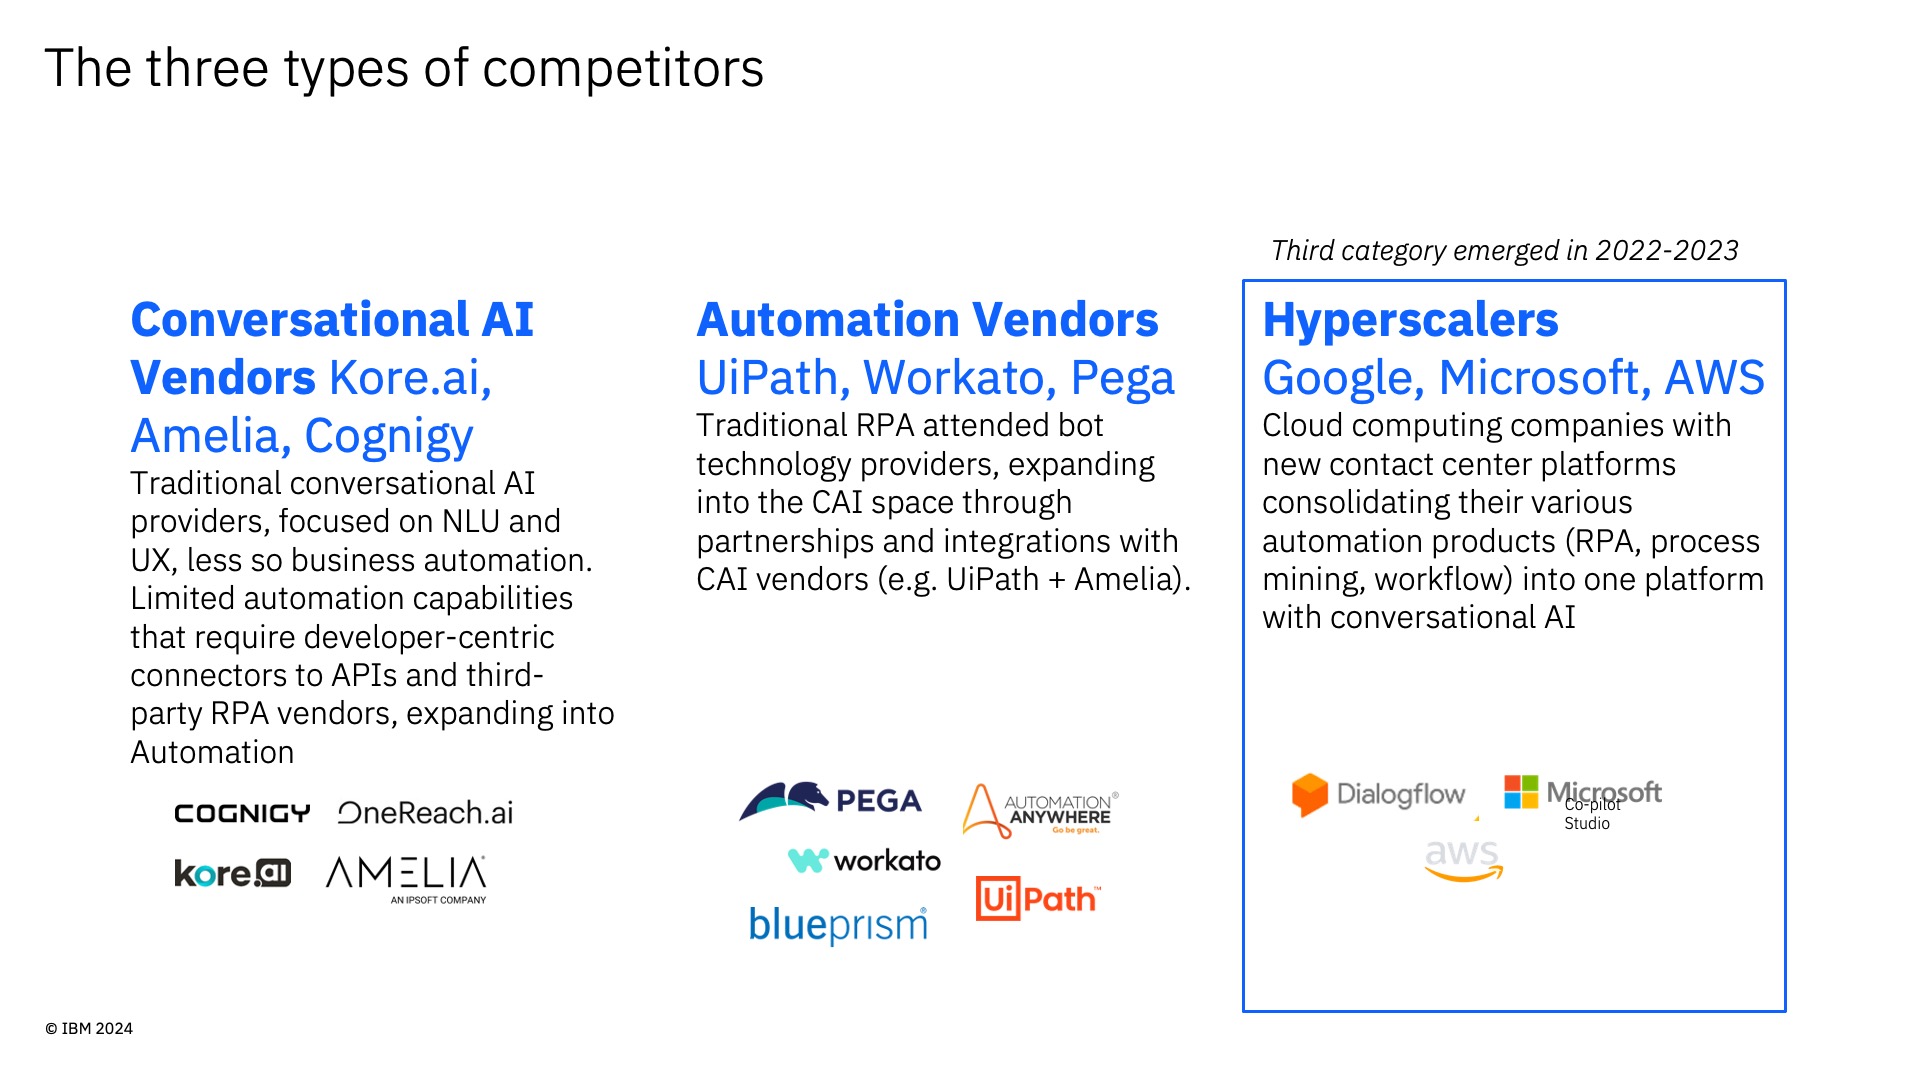 The three types of competitors
Third category emerged in 2022-2023
Conversational AI
Vendors Kore.ai,
Amelia, Cognigy
Traditional conversational AI
providers, focused on NLU and
UX, less so business automation.
Limited automation capabilities
that require developer-centric
connectors to APIs and third-
party RPA vendors, expanding into
Automation
COGNIGY
OneReach.ai
kore.ai
AMELIA
AN IPSOFT COMPANY
Automation Vendors
UiPath, Workato, Pega
Traditional RPA attended bot
technology providers, expanding
into the CAI space through
partnerships and integrations with
CAI vendors (e.g. UiPath + Amelia).
PEGA
AUTOMATION®
ANYWHERE
Go be great.
workato
UiPath™
blueprism®
Hyperscalers
Google, Microsoft, AWS
Cloud computing companies with
new contact center platforms
consolidating their various
automation products (RPA, process
mining, workflow) into one platform
with conversational AI
Dialogflow
Microsoft
Co-pilot
Studio
aws
© IBM 2024